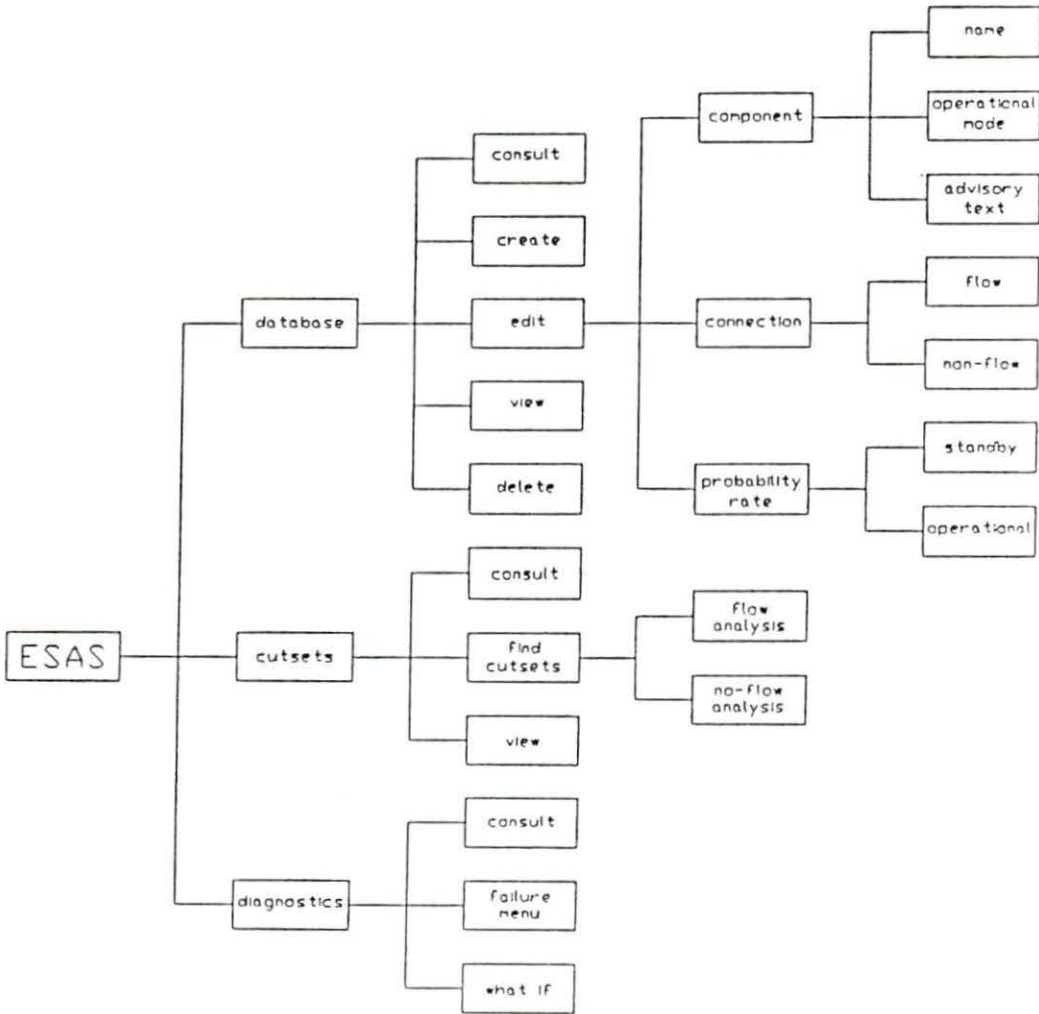 name
component
operational
mode
consult
advisory
text
create
flow
database
edit
connection
non-flow
view
standby
delete
probability
rate
operational
consult
flow
analysis
ESAS
cutsets
find
cutsets
no-flow
analysis
view
consult
diagnostics
failure
menu
what if